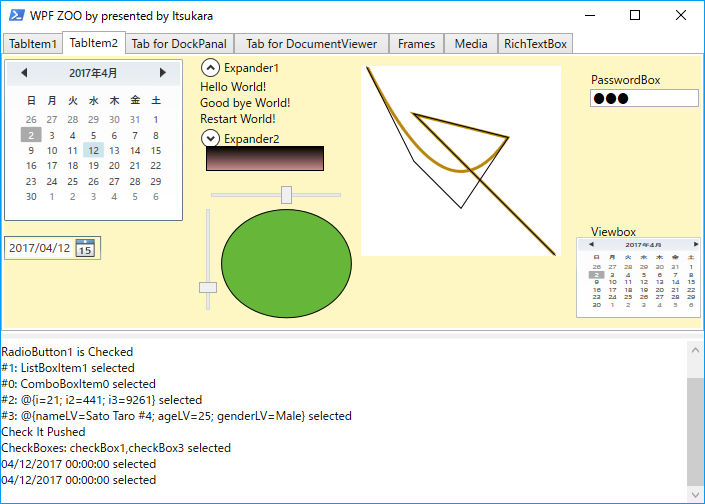 WPF ZOO by presented by Itsukara
TabItem1 TabItem2 Tab for DockPanal Tab for DocumentViewer Frames Media RichTextBox
2017年4月
日 月 火 水 木 金 土
26 27 28 29 30 31 1
2 3 4 5 6 7 8
9 10 11 12 13 14 15
16 17 18 19 20 21 22
23 24 25 26 27 28 29
30 1 2 3 4 5 6
2017/04/12 15
Expander1
Hello World!
Good bye World!
Restart World!
Expander2
PasswordBox
Viewbox
2017年4月
日 月 火 水 木 金 土
26 27 28 29 30 31 1
2 3 4 5 6 7 8
9 10 11 12 13 14 15
16 17 18 19 20 21 22
23 24 25 26 27 28 29
30 1 2 3 4 5 6
RadioButton1 is Checked
#1: ListBoxItem1 selected
#0: ComboBoxItem0 selected
#2: @{i=21; i2=441; i3=9261} selected
#3: @{nameLV=Sato Taro #4; ageLV=25; genderLV=Male} selected
Check It Pushed
CheckBoxes: checkBox1,checkBox3 selected
04/12/2017 00:00:00 selected
04/12/2017 00:00:00 selected